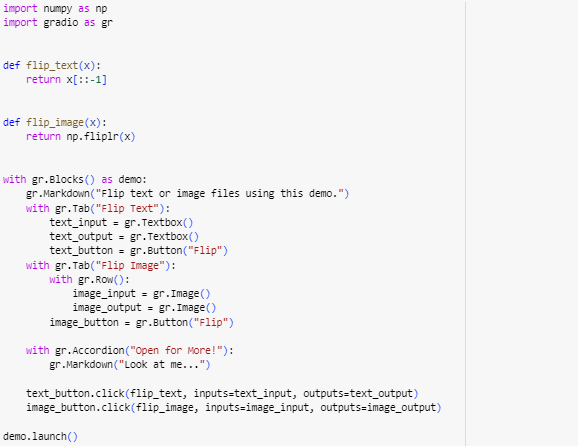 import numpy as np
import gradio as gr
def flip_text(x):
    return x[::-1]
def flip_image(x):
    return np.fliplr(x)
with gr.Blocks() as demo:
    gr.Markdown("Flip text or image files using this demo.")
    with gr.Tab("Flip Text"):
        text_input = gr.Textbox()
        text_output = gr.Textbox()
        text_button = gr.Button("Flip")
    with gr.Tab("Flip Image"):
        with gr.Row():
            image_input = gr.Image()
            image_output = gr.Image()
        image_button = gr.Button("Flip")
    with gr.Accordion("Open for More!"):
        gr.Markdown("Look at me...")
    text_button.click(flip_text, inputs=text_input, outputs=text_output)
    image_button.click(flip_image, inputs=image_input, outputs=image_output)
demo.launch()